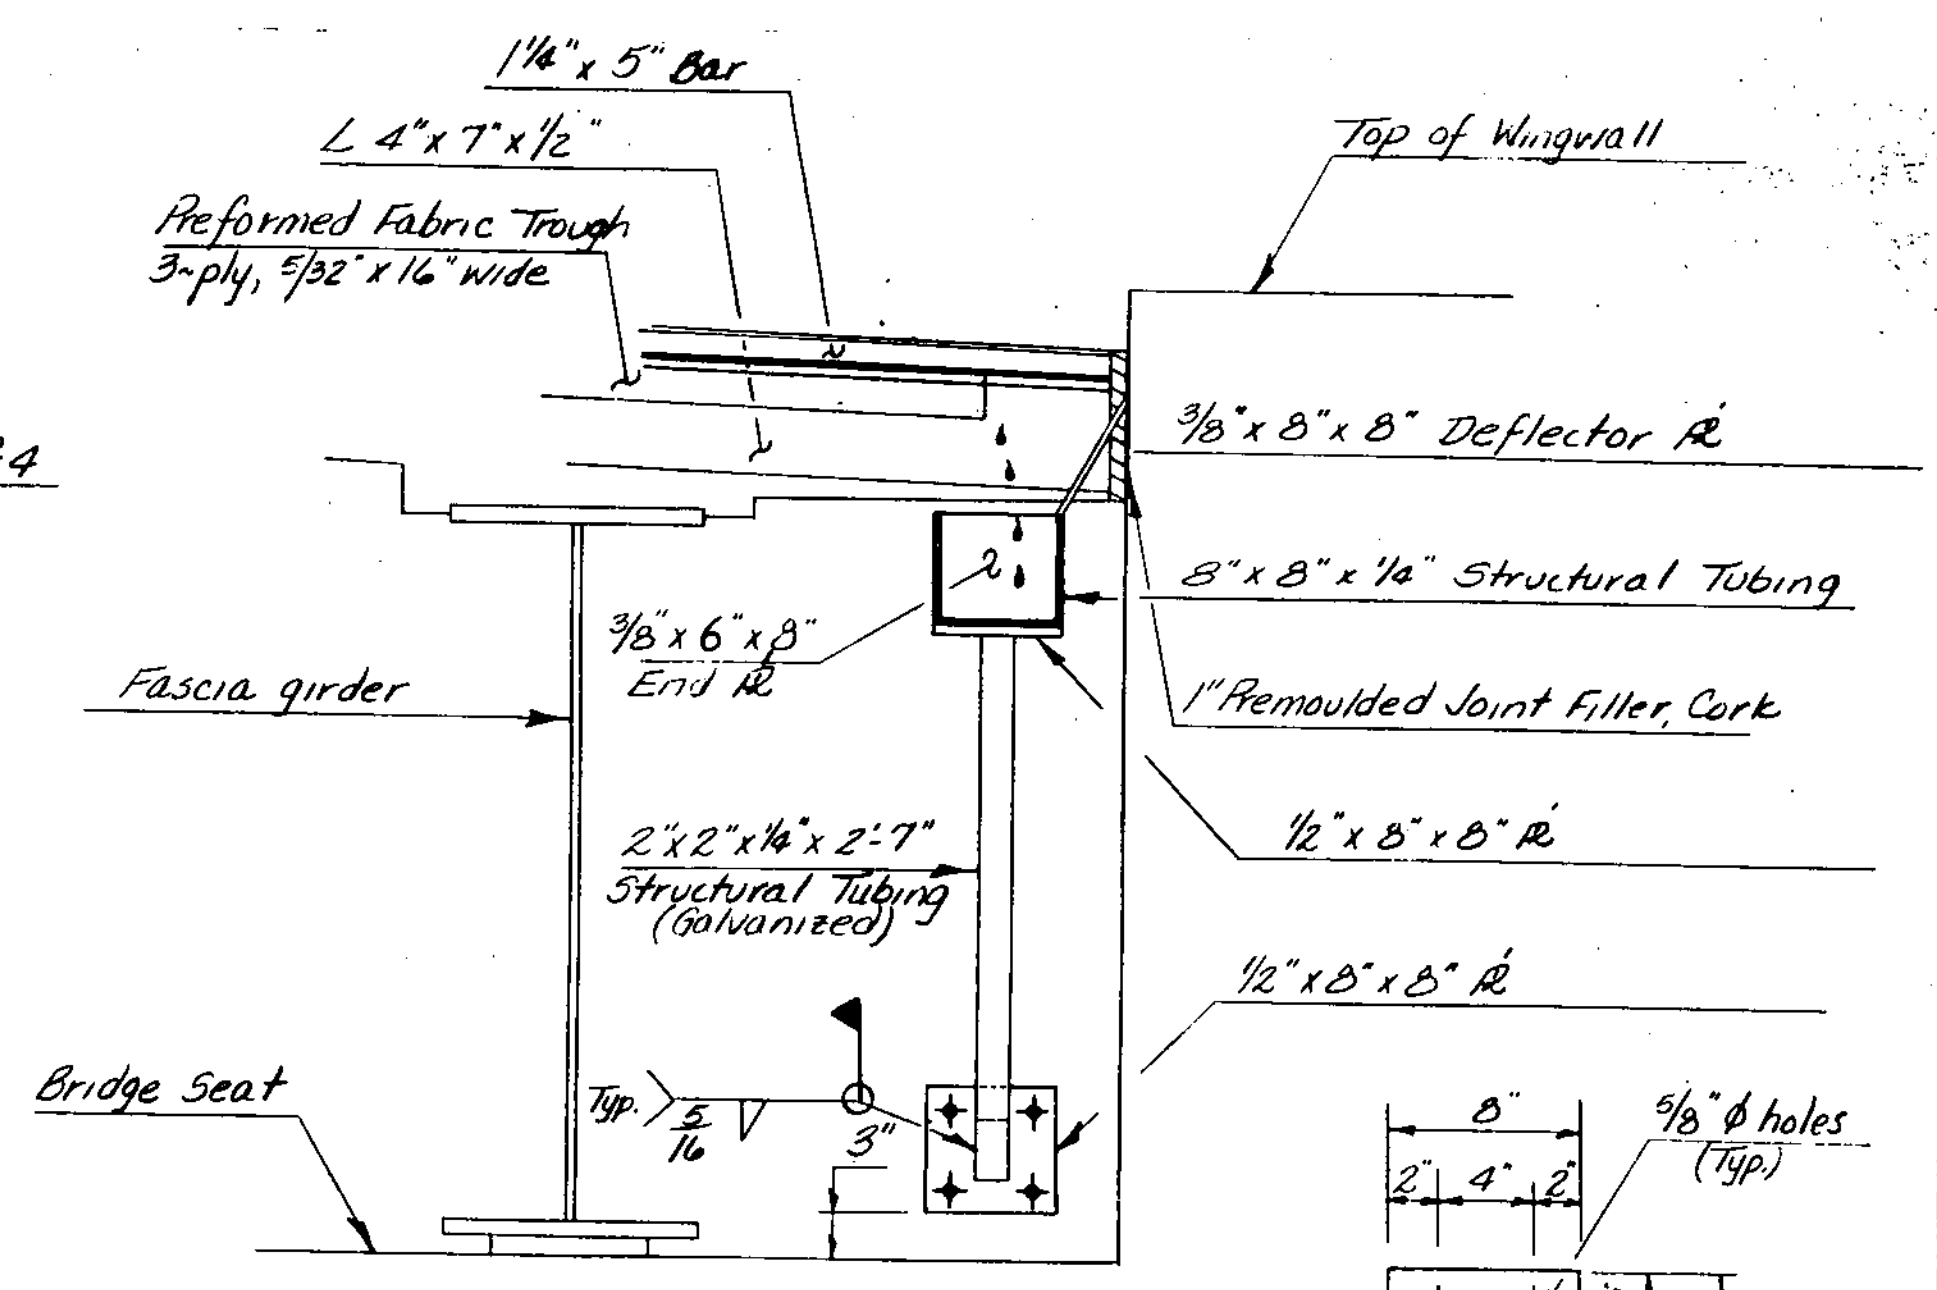 1 1/4" x 5" Bar
L 4" x 7" x 1/2"
Top of Wingwall
Preformed Fabric Trough
3~ply, 5/32" x 16" wide
3/8" x 8" x 8" Deflector ℄
4
8" x 8" x 1/4" Structural Tubing
3/8" x 6" x 8"
End ℄
Fascia girder
1" Premoulded Joint Filler, Cork
2" x 2" x 1/4" x 2'-7"
Structural Tubing
(Galvanized)
1/2" x 8" x 8" ℄
1/2" x 8" x 8" ℄
Bridge Seat
Typ.
5/16
3"
8"
5/8" ϕ holes
(Typ.)
2" 4" 2"